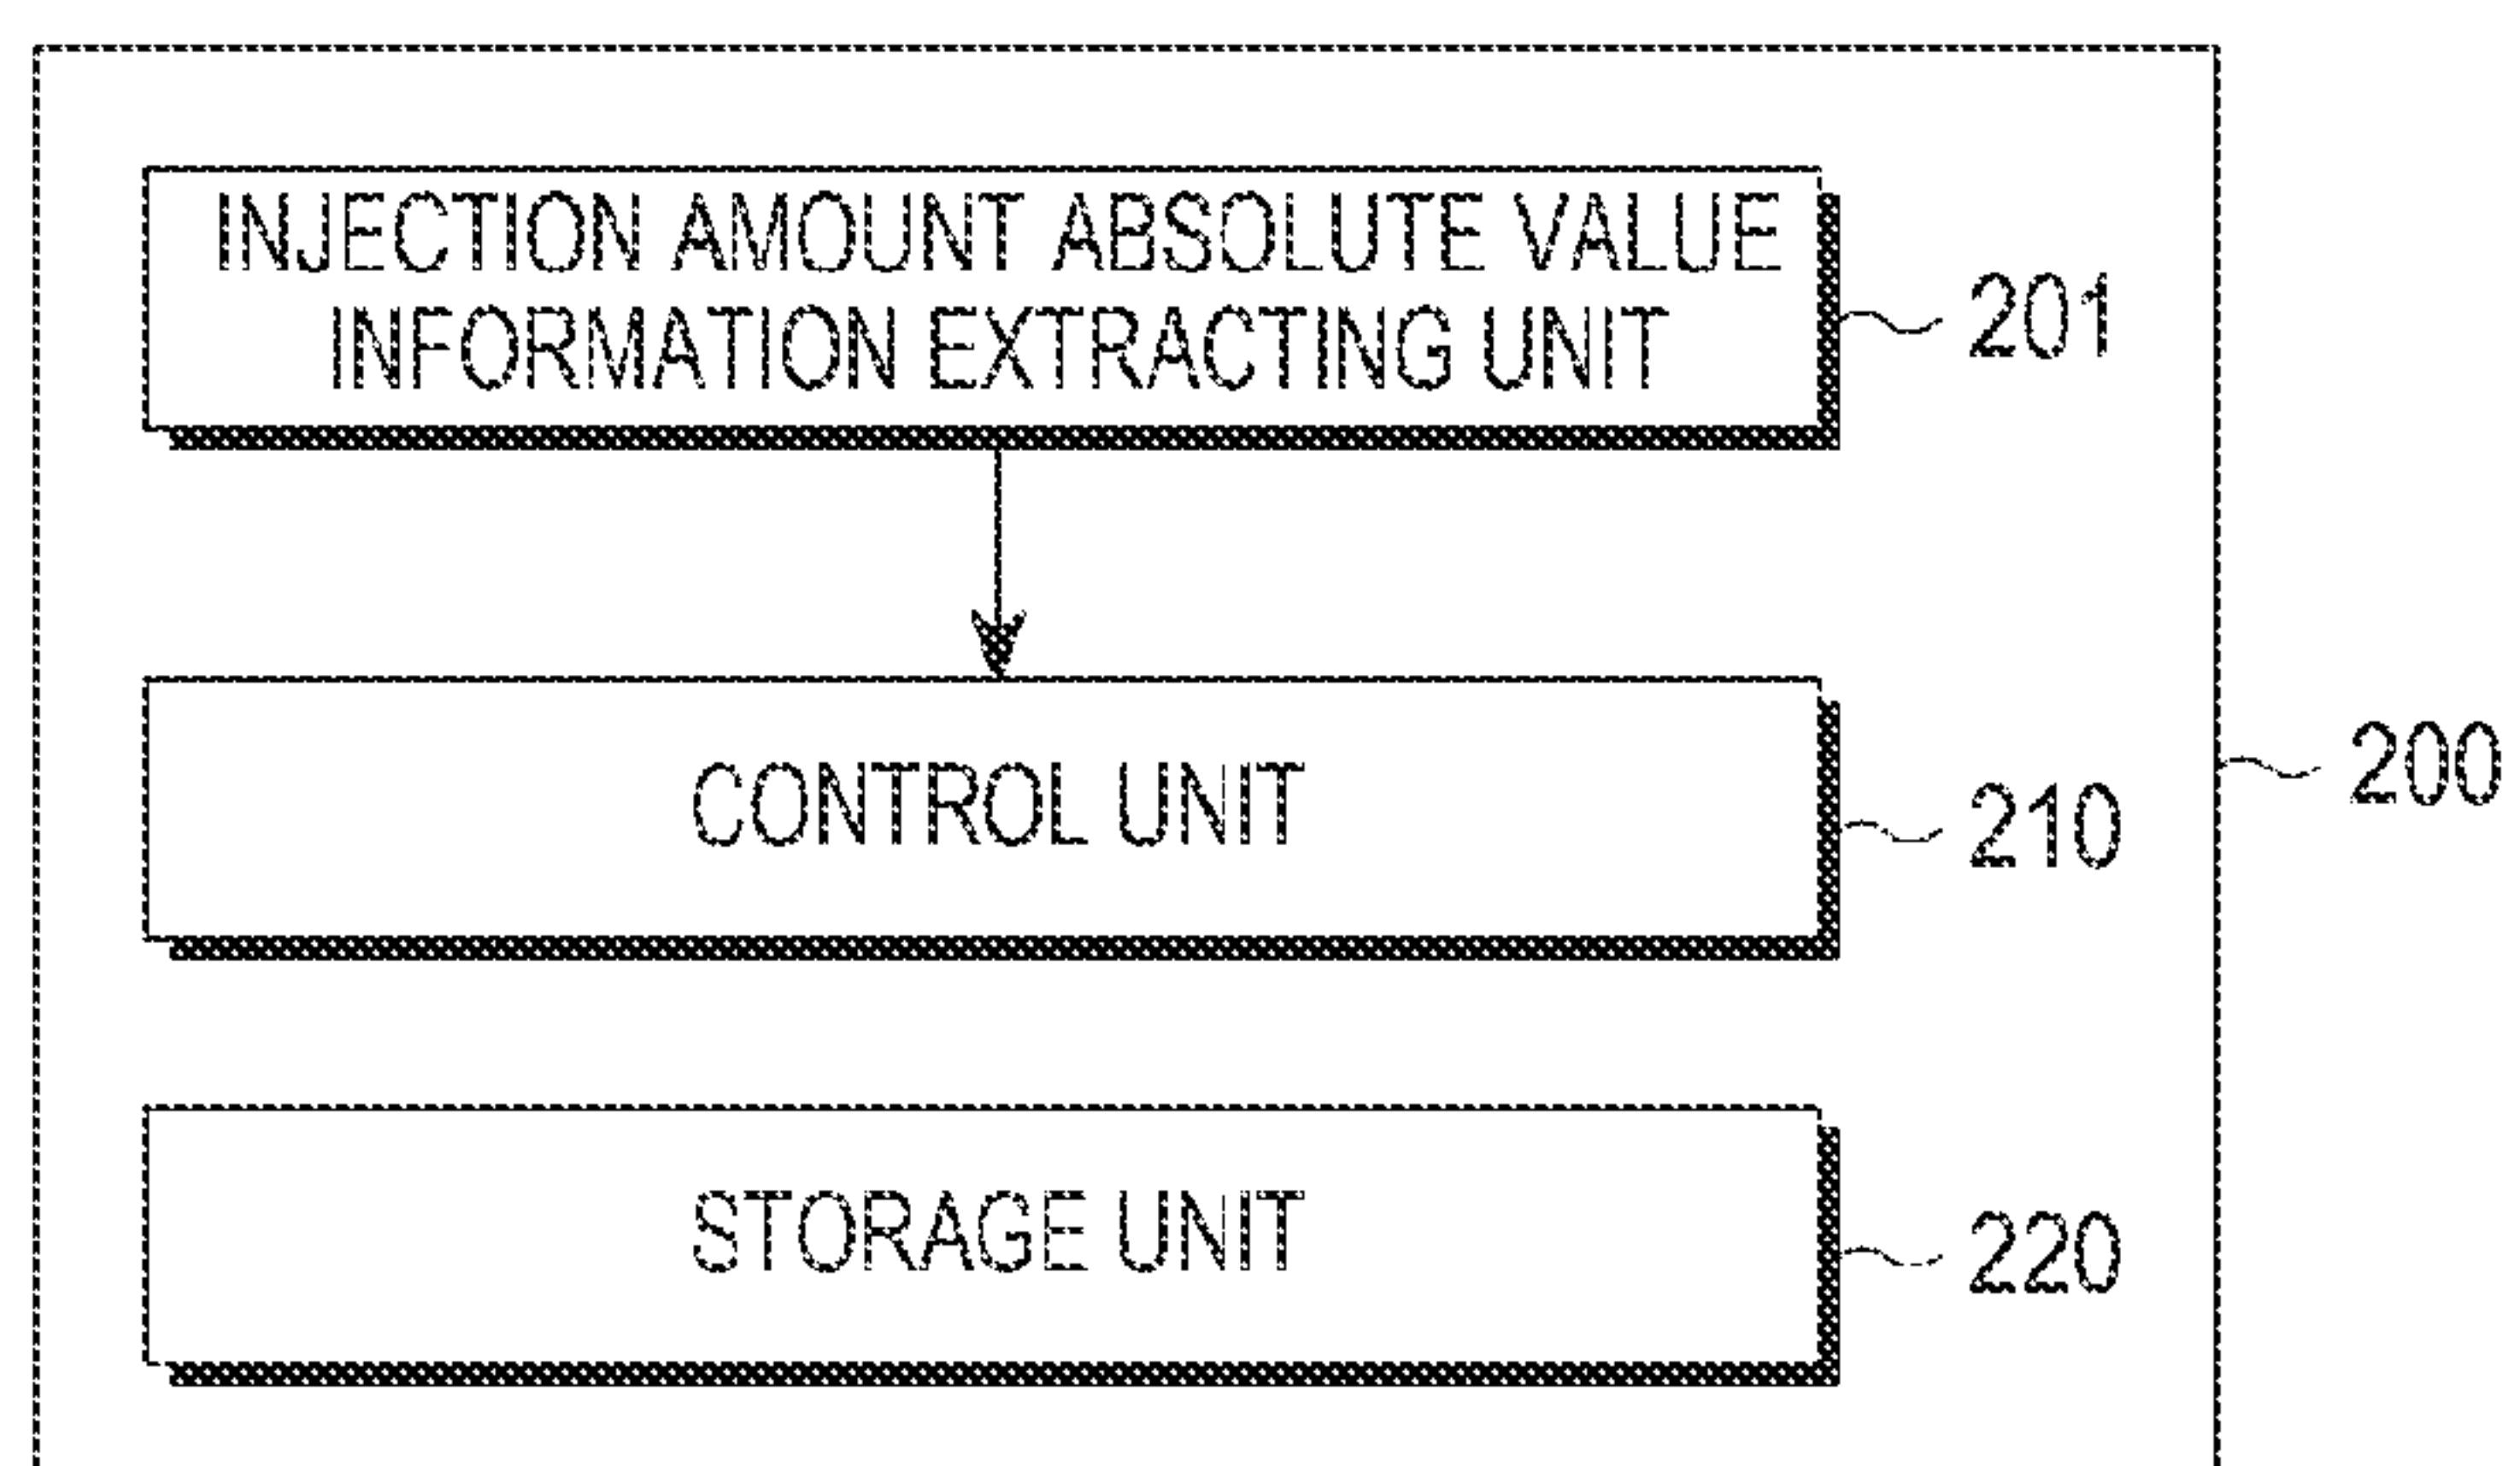 INJECTION AMOUNT ABSOLUTE VALUE
INFORMATION EXTRACTING UNIT
201
CONTROL UNIT
200
210
STORAGE UNIT
220